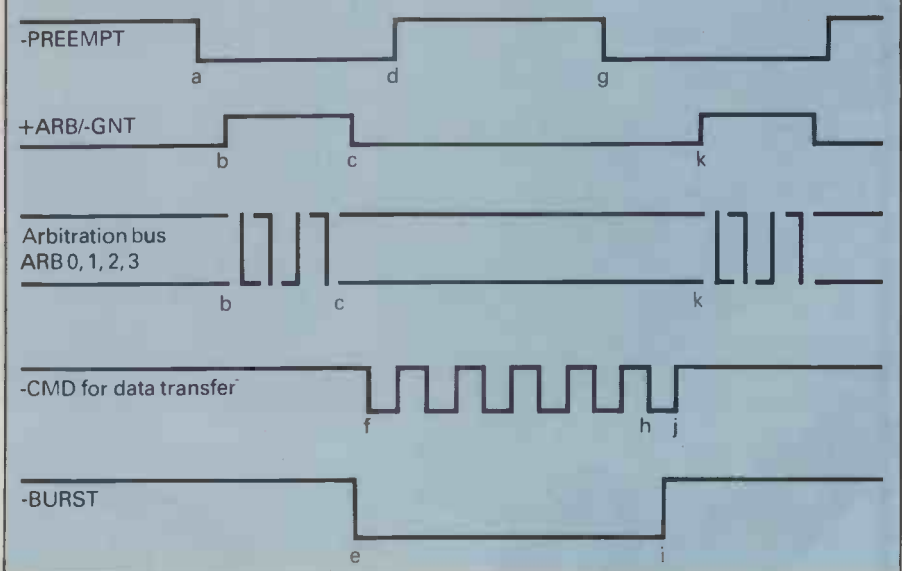 -PREEMPT
a d g
+ARB/-GNT
b c k
Arbitration bus
ARB 0, 1, 2, 3
b c k
-CMD for data transfer
f h j
-BURST
e i